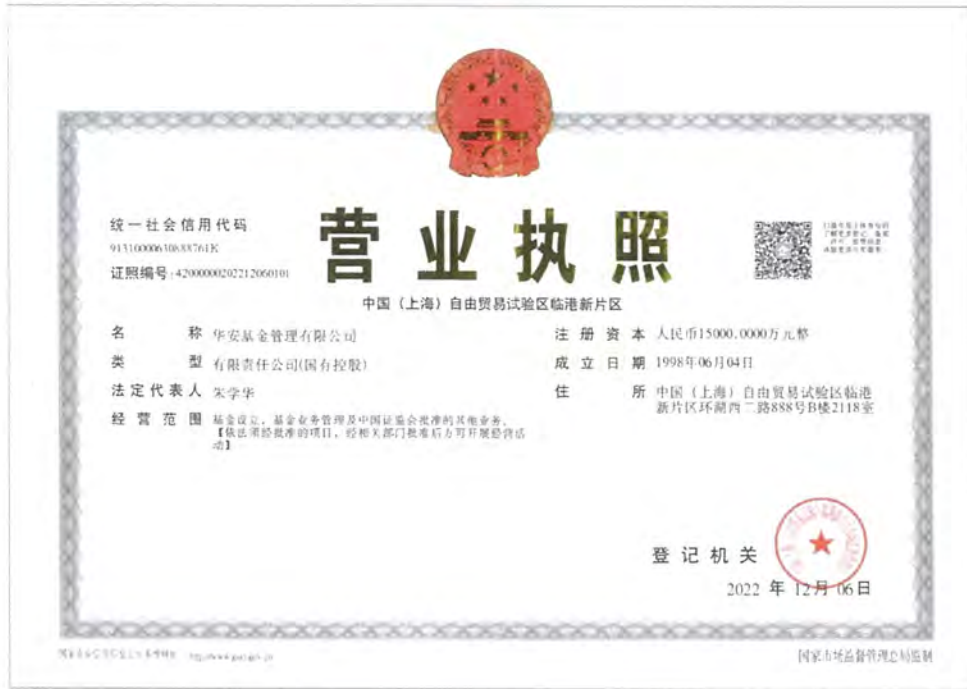 营业执照
统一社会信用代码
证照编号:42000000202212060101
中国（上海）自由贸易试验区临港新片区
名称 华安基金管理有限公司
类型 有限责任公司(国有控股)
法定代表人 朱学华
经营范围 基金设立、基金业务管理及中国证监会批准的其他业务。
【依法须经批准的项目，经相关部门批准后方可开展经营活
动】
注册资本 人民币15000.0000万元整
成立日期 1998年06月04日
住所 中国（上海）自由贸易试验区临港
新片区环湖西二路888号B楼2118室
登记机关
2022 年 12月 06日
国家市场监督管理总局监制